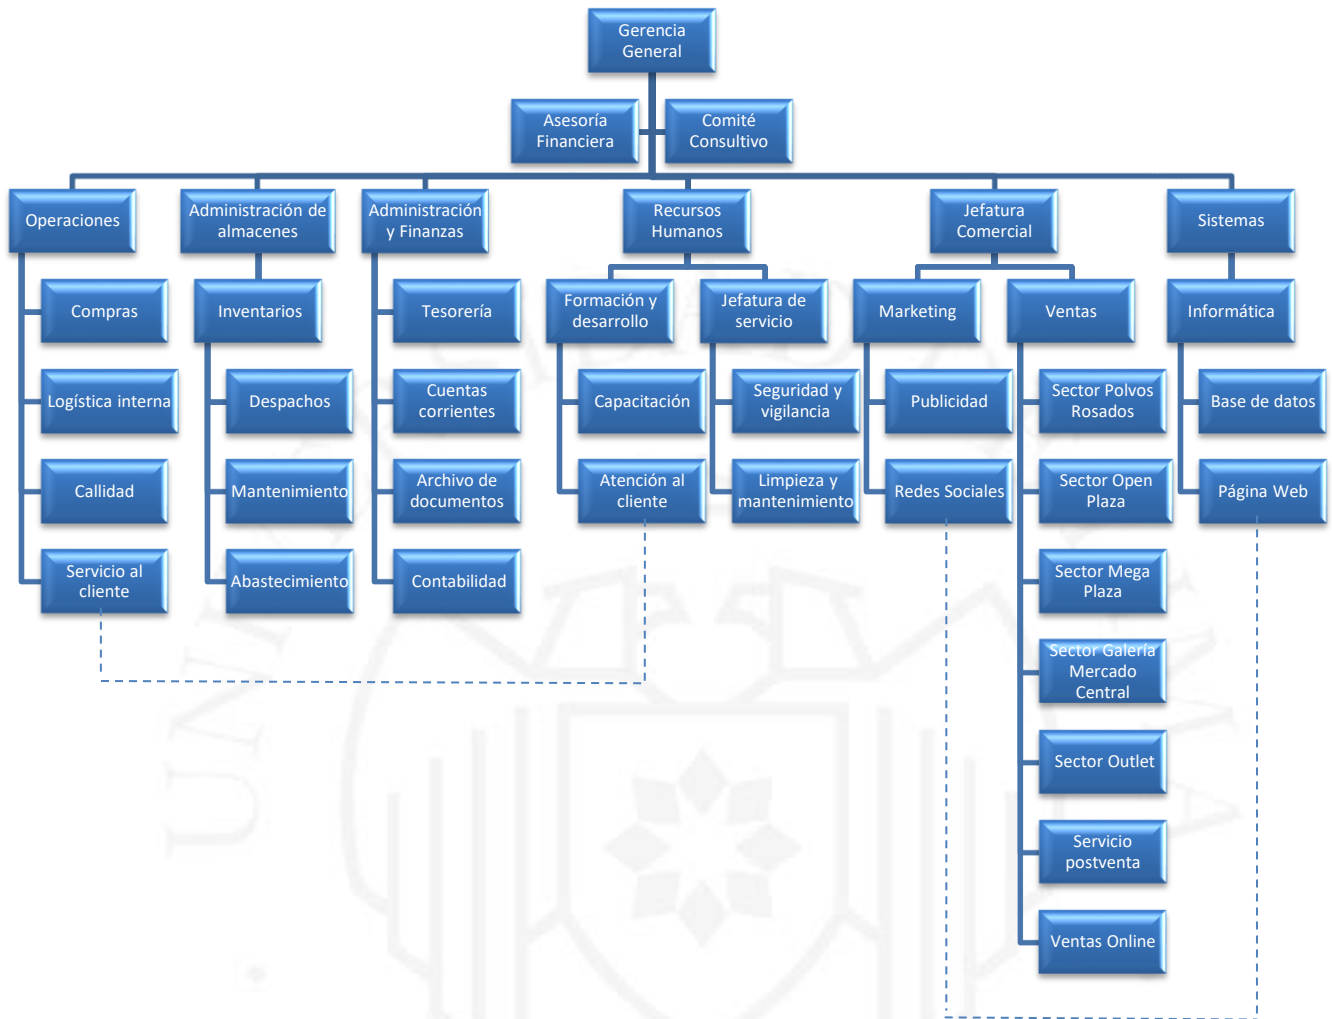 Gerencia
General
Asesoría
Financiera
Comité
Consultivo
Operaciones
Administración de
almacenes
Administración
y Finanzas
Recursos
Humanos
Jefatura
Comercial
Sistemas
Compras
Inventarios
Tesorería
Formación y
desarrollo
Jefatura de
servicio
Marketing
Ventas
Informática
Logística interna
Despachos
Cuentas
corrientes
Capacitación
Seguridad y
vigilancia
Publicidad
Sector Polvos
Rosados
Base de datos
Callidad
Mantenimiento
Archivo de
documentos
Atención al
cliente
Limpieza y
mantenimiento
Redes Sociales
Sector Open
Plaza
Página Web
Servicio al
cliente
Abastecimiento
Contabilidad
Sector Mega
Plaza
Sector Galería
Mercado
Central
Sector Outlet
Servicio
postventa
Ventas Online